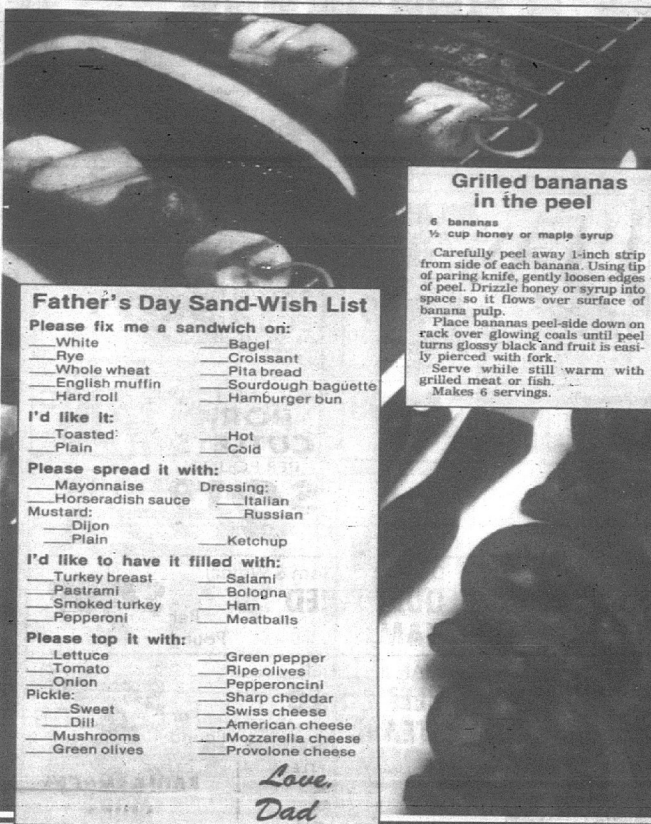 Grilled bananas
in the peel
6 bananas
½ cup honey or maple syrup
Carefully peel away 1-inch strip
from side of each banana. Using tip
of paring knife, gently loosen edges
of peel. Drizzle honey or syrup into
space so it flows over surface of
banana pulp.
Place bananas peel-side down on
rack over glowing coals until peel
turns glossy black and fruit is easi-
ly pierced with fork.
Serve while still warm with
grilled meat or fish.
Makes 6 servings.
Father's Day Sand-Wish List
Please fix me a sandwich on:
___White ___Bagel
___Rye ___Croissant
___Whole wheat ___Pita bread
___English muffin ___Sourdough baguette
___Hard roll ___Hamburger bun
I'd like it:
___Toasted ___Hot
___Plain ___Cold
Please spread it with:
___Mayonnaise Dressing:
___Horseradish sauce ___Italian
Mustard: ___Russian
___Dijon
___Plain ___Ketchup
I'd like to have it filled with:
___Turkey breast ___Salami
___Pastrami ___Bologna
___Smoked turkey ___Ham
___Pepperoni ___Meatballs
Please top it with:
___Lettuce ___Green pepper
___Tomato ___Ripe olives
___Onion ___Pepperoncini
Pickle: ___Sharp cheddar
___Sweet ___Swiss cheese
___Dill ___American cheese
___Mushrooms ___Mozzarella cheese
___Green olives ___Provolone cheese
Love,
Dad